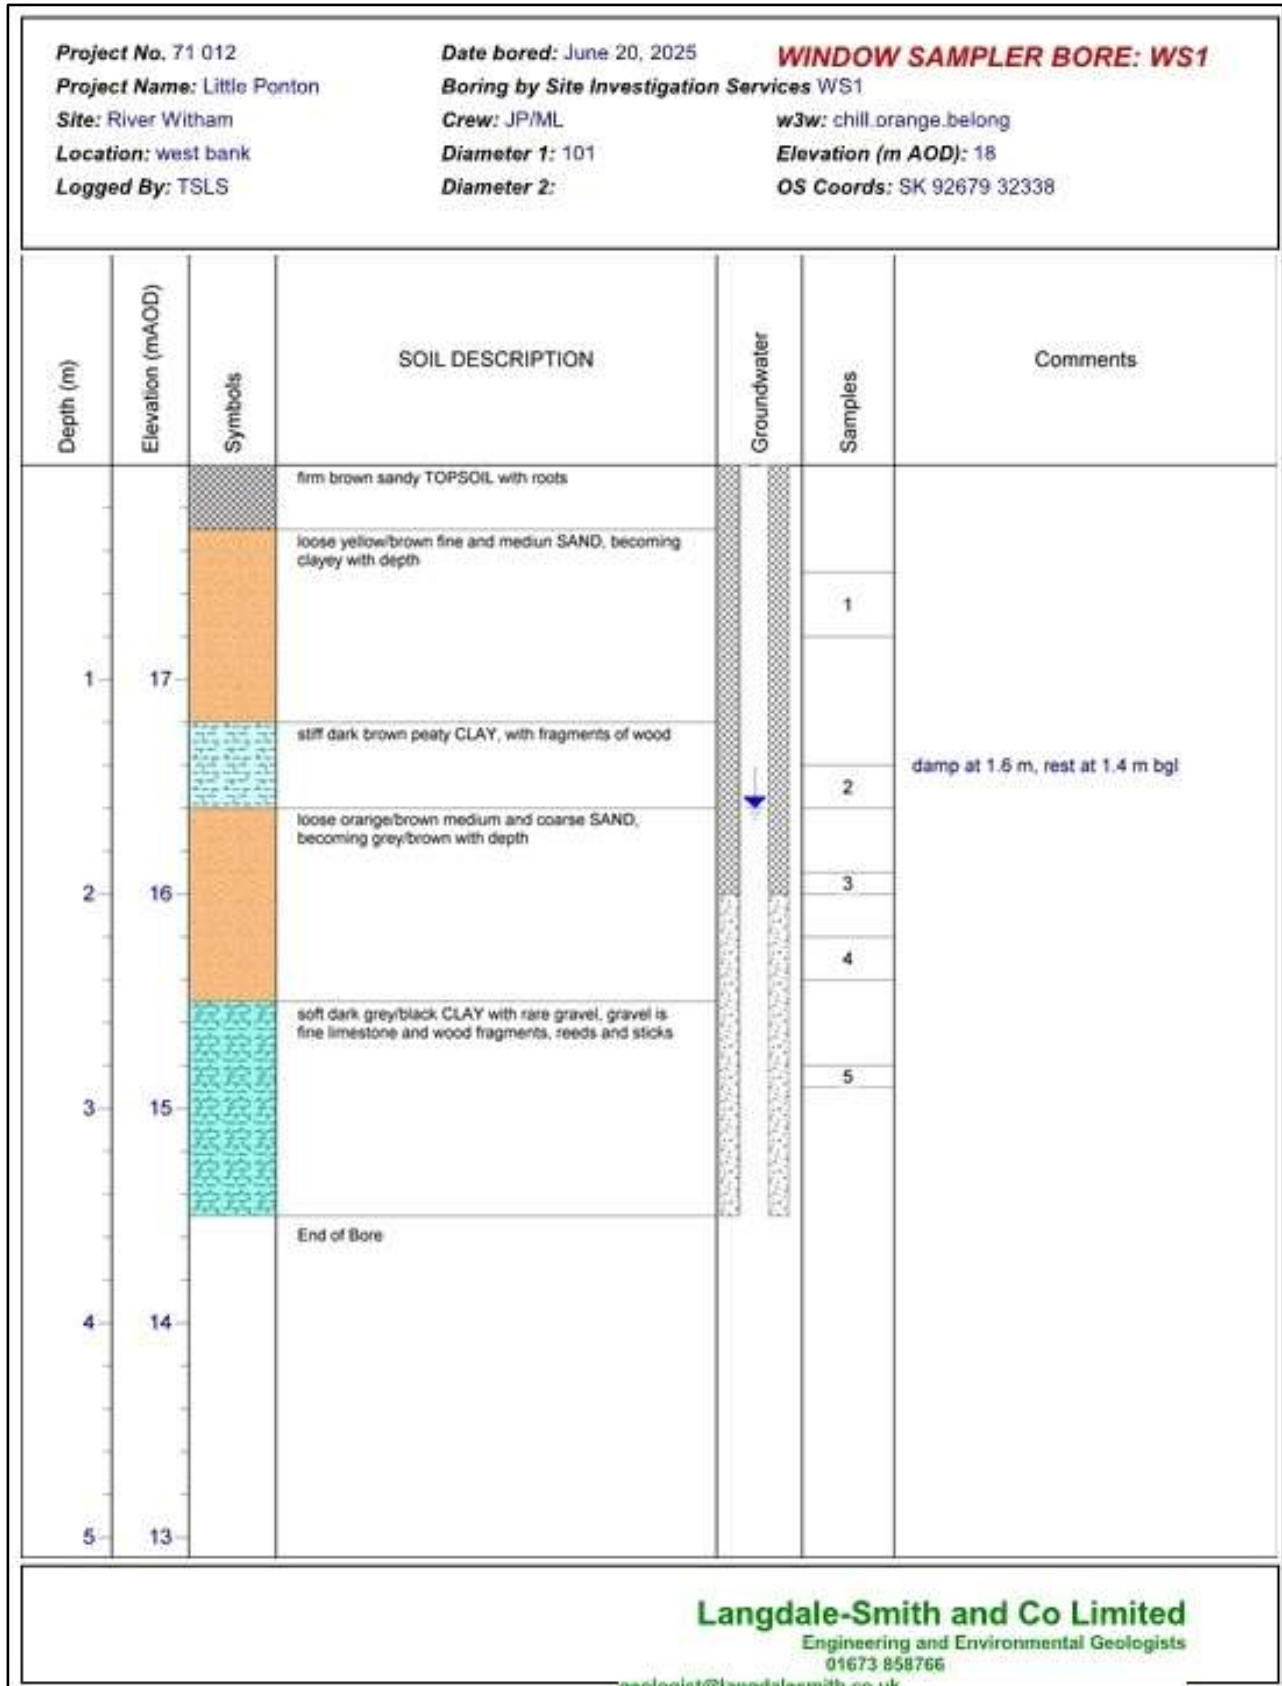 Project No. 71 012
Date bored: June 20, 2025
WINDOW SAMPLER BORE: WS1
Project Name: Little Ponton
Boring by Site Investigation Services WS1
Site: River Witham
Crew: JP/ML
w3w: chill.orange.belong
Location: west bank
Diameter 1: 101
Elevation (m AOD): 18
Logged By: TSLS
Diameter 2:
OS Coords: SK 92679 32338
Depth (m)
Elevation (mAOD)
Symbols
SOIL DESCRIPTION
Groundwater
Samples
Comments
firm brown sandy TOPSOIL with roots
loose yellow/brown fine and mediun SAND, becoming
clayey with depth
1
1
17
stiff dark brown peaty CLAY, with fragments of wood
damp at 1.6 m, rest at 1.4 m bgl
2
loose orange/brown medium and coarse SAND,
becoming grey/brown with depth
3
2
16
4
soft dark grey/black CLAY with rare gravel, gravel is
fine limestone and wood fragments, reeds and sticks
5
3
15
End of Bore
4
14
5
13
Langdale-Smith and Co Limited
Engineering and Environmental Geologists
01673 858766
geologist@langdalesmith.co.uk